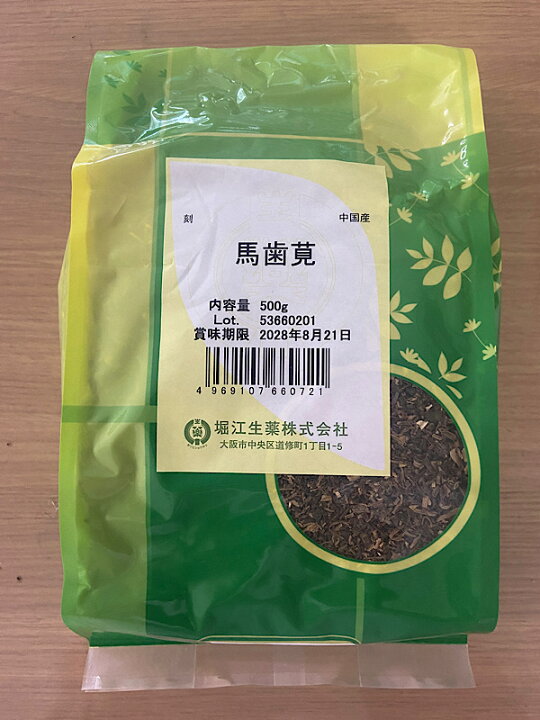 刻 中国産
馬歯莧
内容量 500g
Lot. 53660201
賞味期限 2028年8月21日
4 969107 660721
堀江生薬株式会社
大阪市中央区道修町1丁目1-5